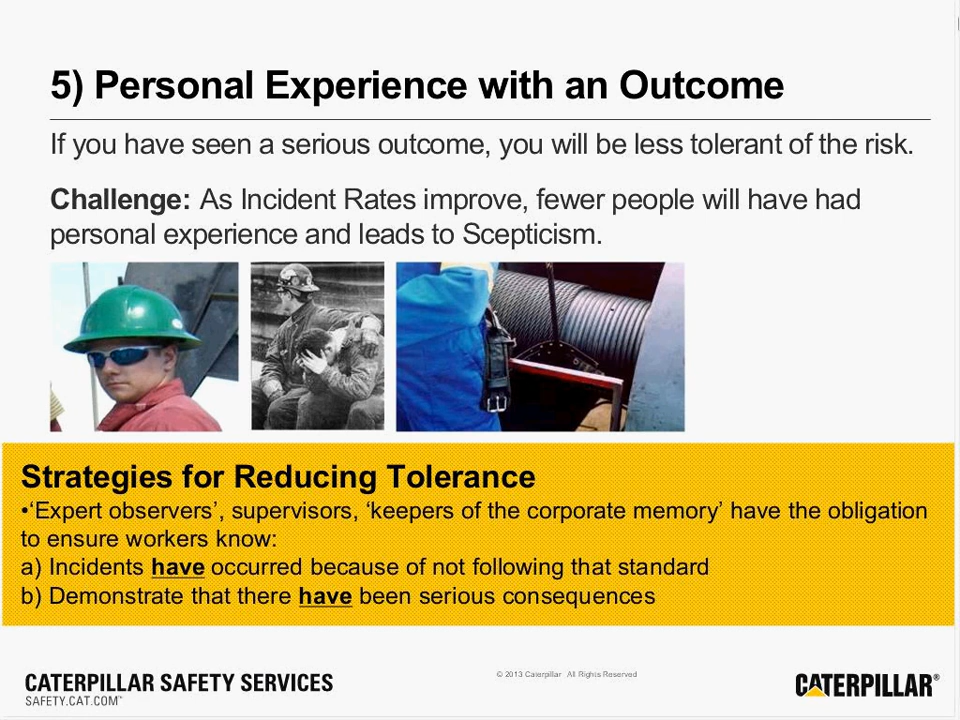 5) Personal Experience with an Outcome
If you have seen a serious outcome, you will be less tolerant of the risk.
Challenge: As Incident Rates improve, fewer people will have had
personal experience and leads to Scepticism.
Strategies for Reducing Tolerance
•‘Expert observers’, supervisors, ‘keepers of the corporate memory’ have the obligation
to ensure workers know:
a) Incidents have occurred because of not following that standard
b) Demonstrate that there have been serious consequences
© 2013 Caterpillar All Rights Reserved
CATERPILLAR SAFETY SERVICES
SAFETY.CAT.COM™
CATERPILLAR®